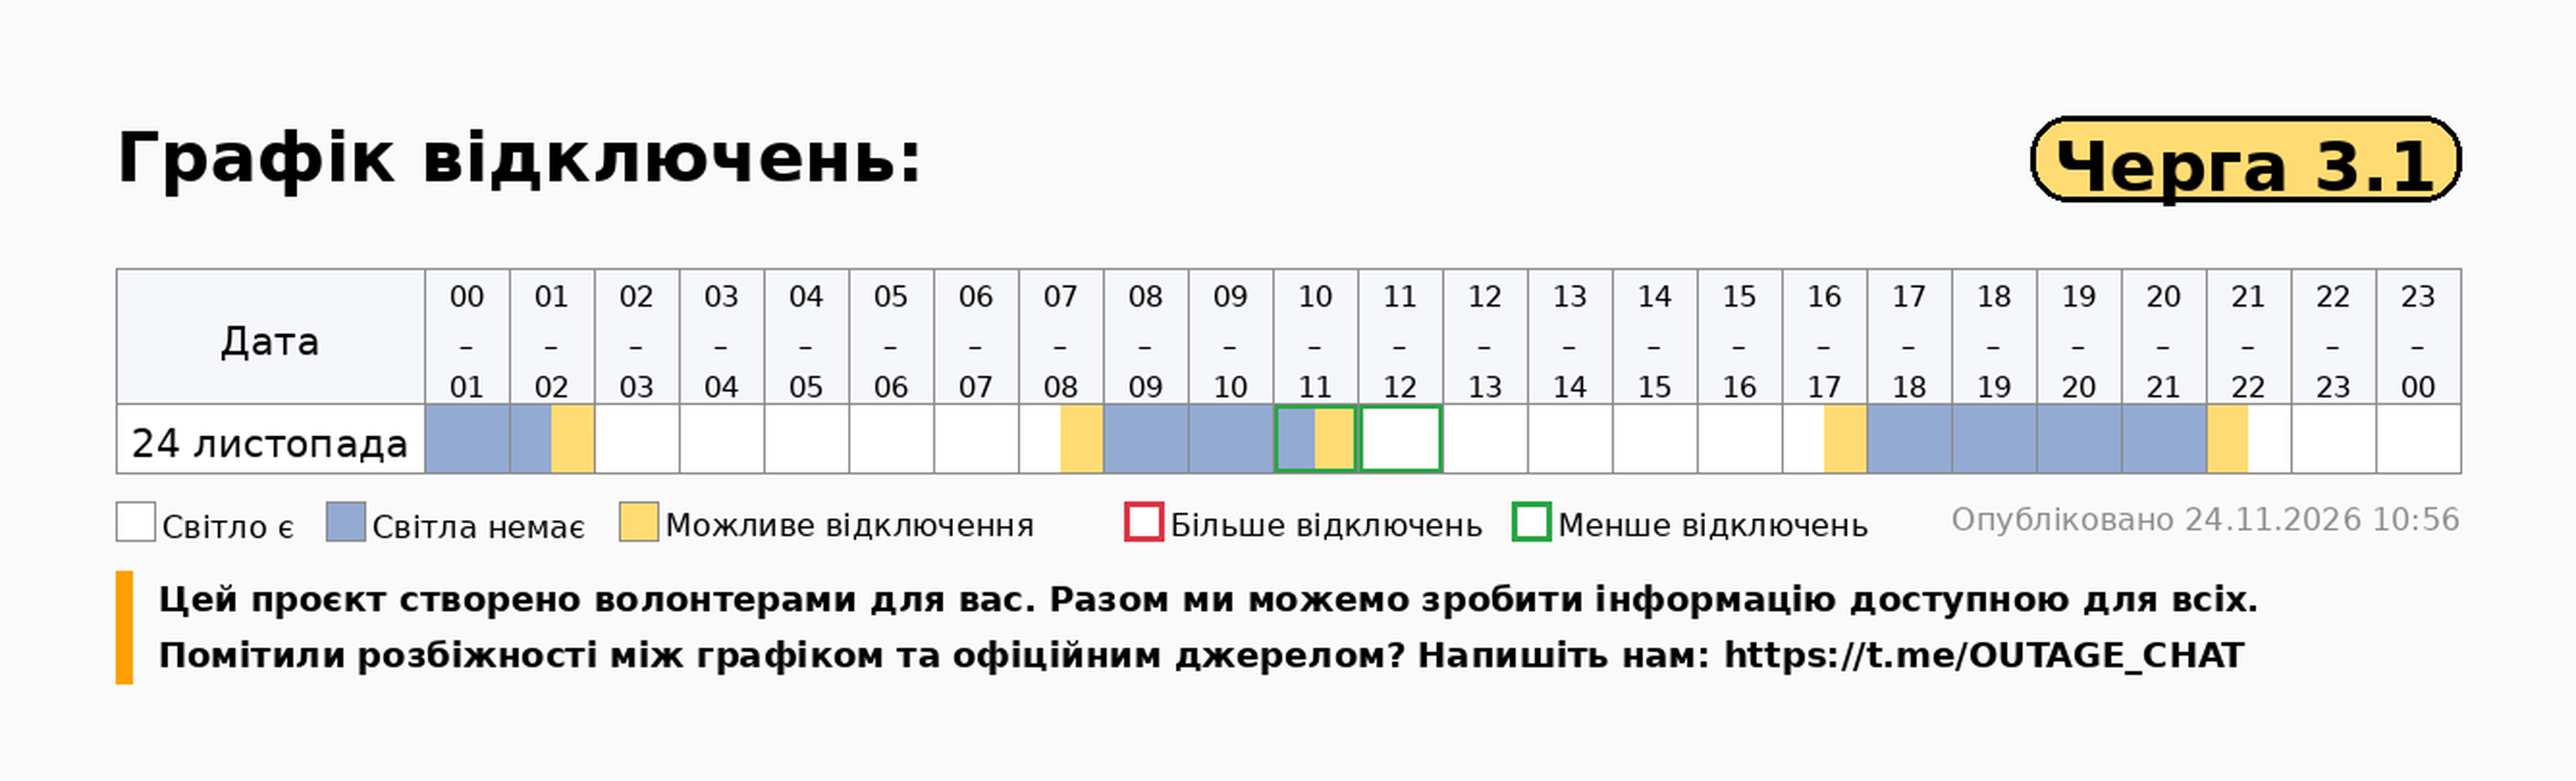 Графік відключень:
Черга 3.1
Дата
00 – 01
01 – 02
02 – 03
03 – 04
04 – 05
05 – 06
06 – 07
07 – 08
08 – 09
09 – 10
10 – 11
11 – 12
12 – 13
13 – 14
14 – 15
15 – 16
16 – 17
17 – 18
18 – 19
19 – 20
20 – 21
21 – 22
22 – 23
23 – 00
24 листопада
Світло є
Світла немає
Можливе відключення
Більше відключень
Менше відключень
Опубліковано 24.11.2026 10:56
Цей проєкт створено волонтерами для вас. Разом ми можемо зробити інформацію доступною для всіх.
Помітили розбіжності між графіком та офіційним джерелом? Напишіть нам: https://t.me/OUTAGE_CHAT